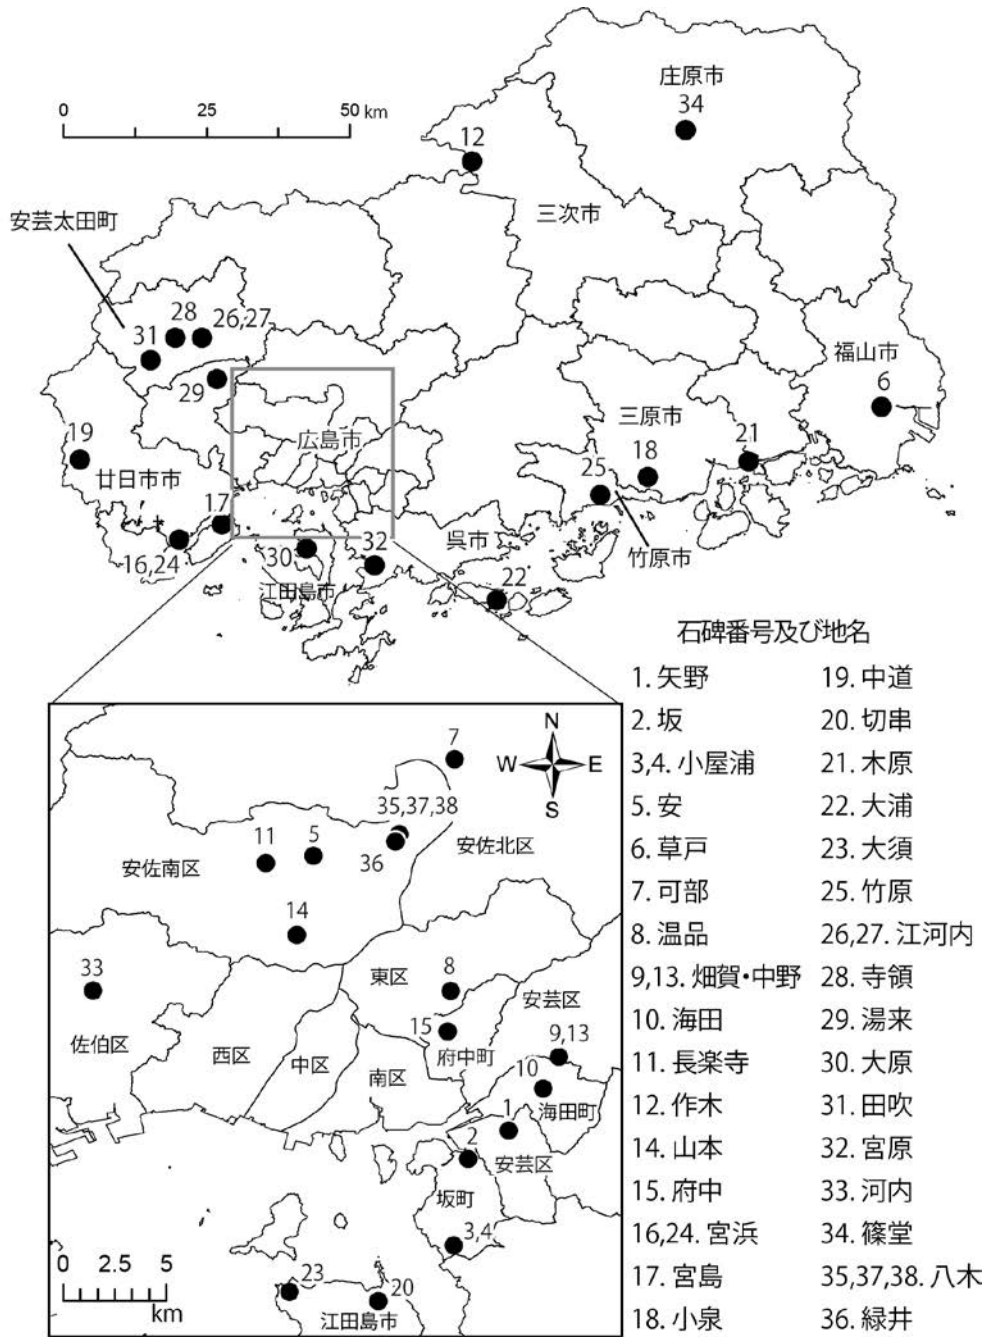 庄原市
34
0 25 50 km
12
三次市
安芸太田町
28 26,27
31
29
福山市
6
三原市
広島市
19
18
21
廿日市市
25
17
呉市
竹原市
16,24
30
32
江田島市
22
石碑番号及び地名
1. 矢野
2. 坂
3,4. 小屋浦
5. 安
6. 草戸
7. 可部
8. 温品
9,13. 畑賀・中野
10. 海田
11. 長楽寺
12. 作木
14. 山本
15. 府中
16,24. 宮浜
17. 宮島
18. 小泉
19. 中道
20. 切串
21. 木原
22. 大浦
23. 大須
25. 竹原
26,27. 江河内
28. 寺領
29. 湯来
30. 大原
31. 田吹
32. 宮原
33. 河内
34. 篠堂
35,37,38. 八木
36. 緑井
N
W E
S
7
35,37,38
36
11
5
安佐南区
安佐北区
14
33
東区
8
安芸区
15
9,13
佐伯区
西区
中区
府中町
南区
10
海田町
1
2
安芸区
坂町
3,4
0 2.5 5
km
23
20
江田島市